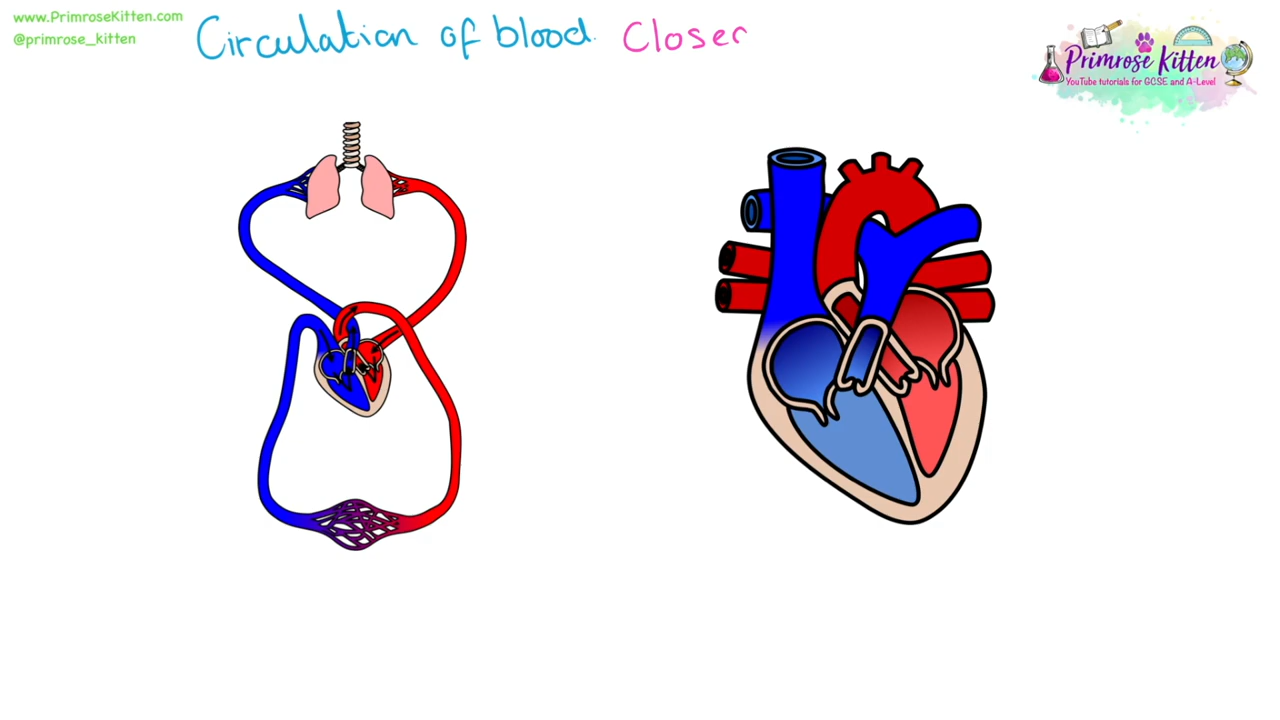 www.PrimroseKitten.com
@primrose_kitten
Circulation of blood. Closer
Primrose Kitten
YouTube tutorials for GCSE and A-Level